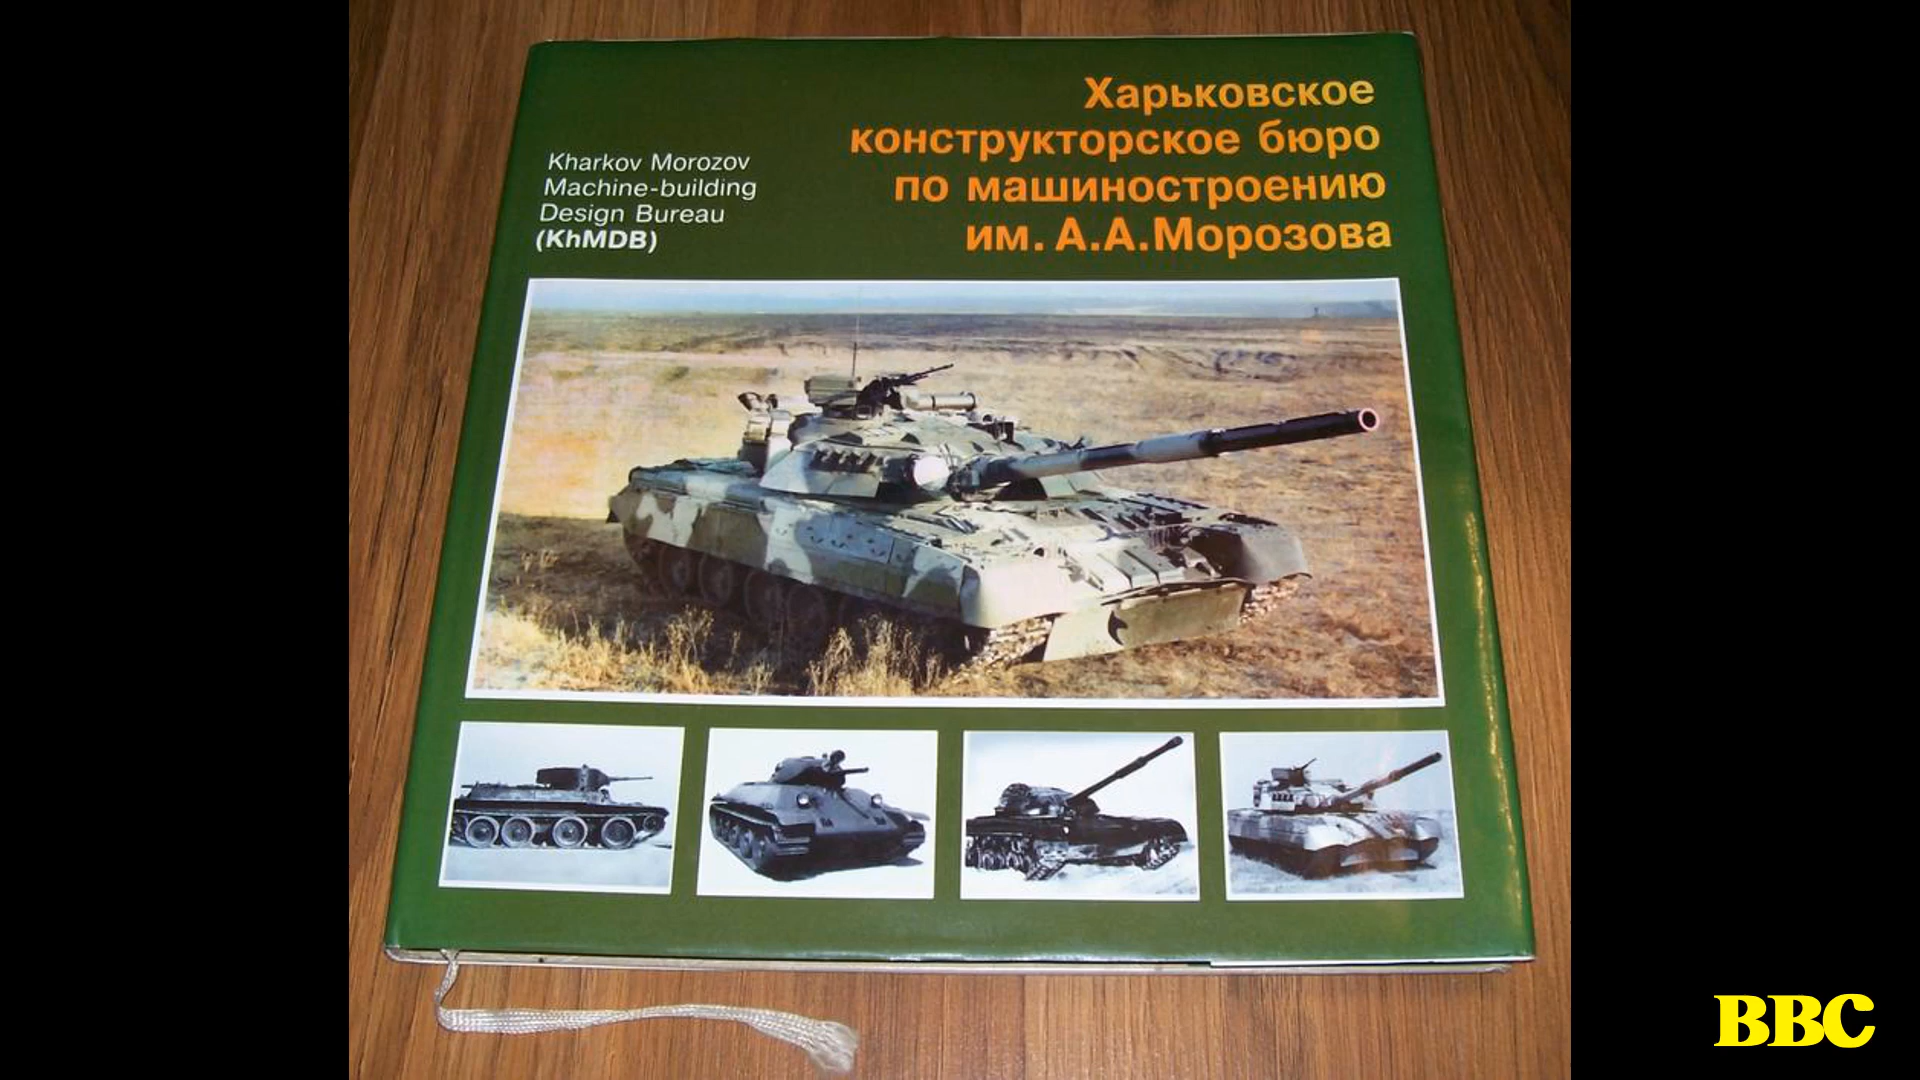 Харьковское
конструкторское бюро
по машиностроению
им. А.А.Морозова
Kharkov Morozov
Machine-building
Design Bureau
(KhMDB)
BBC